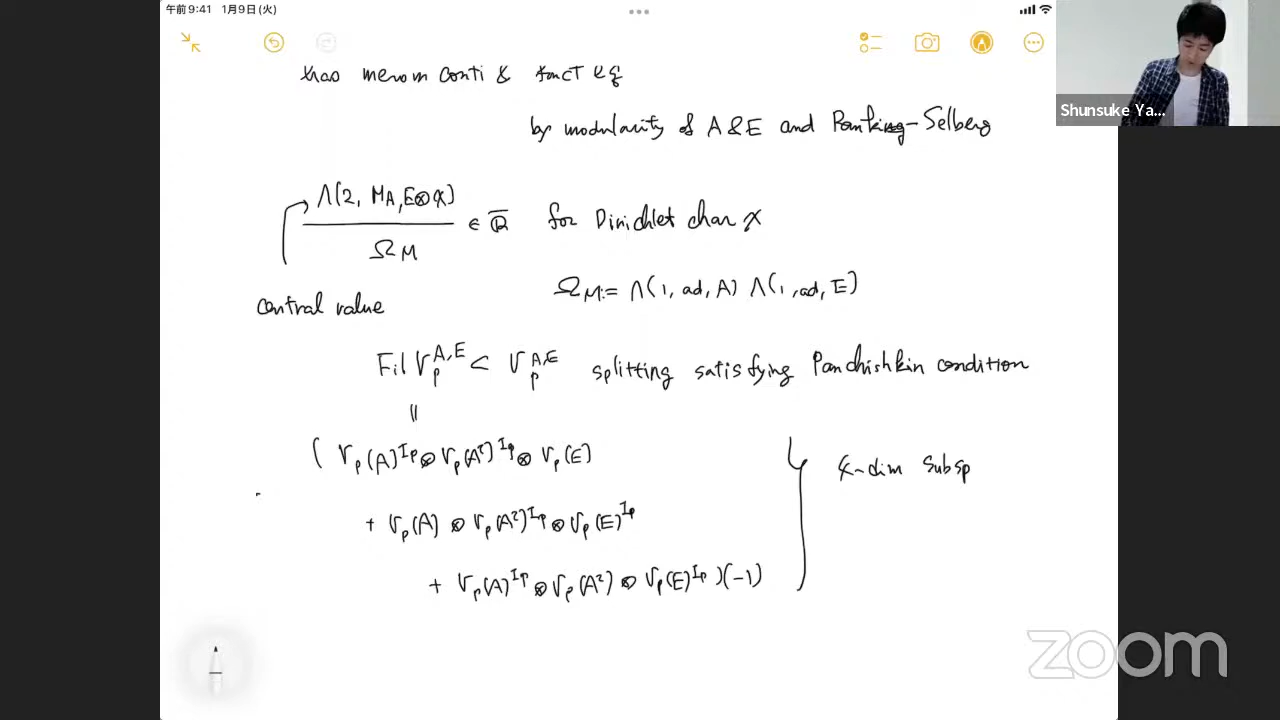 午前9:41 1月9日(火)
has merom conti & funct eq
by modularity of A & E and Rankin-Selberg
Shunsuke Ya...
Λ(2, M_{A,E}⊗χ) / Ω_M ∈ Q̄ for Dirichlet char χ
Ω_M := Λ(1, ad, A) Λ(1, ad, E)
central value
Fil V_p^{A,E} ⊂ V_p^{A,E} splitting satisfying Panchishkin condition
||
( V_p(A)^{I_p} ⊗ V_p(A^τ)^{I_p} ⊗ V_p(E)
+ V_p(A) ⊗ V_p(A^τ)^{I_p} ⊗ V_p(E)^{I_p}
+ V_p(A)^{I_p} ⊗ V_p(A^τ) ⊗ V_p(E)^{I_p} )(-1)
4-dim subsp
zoom